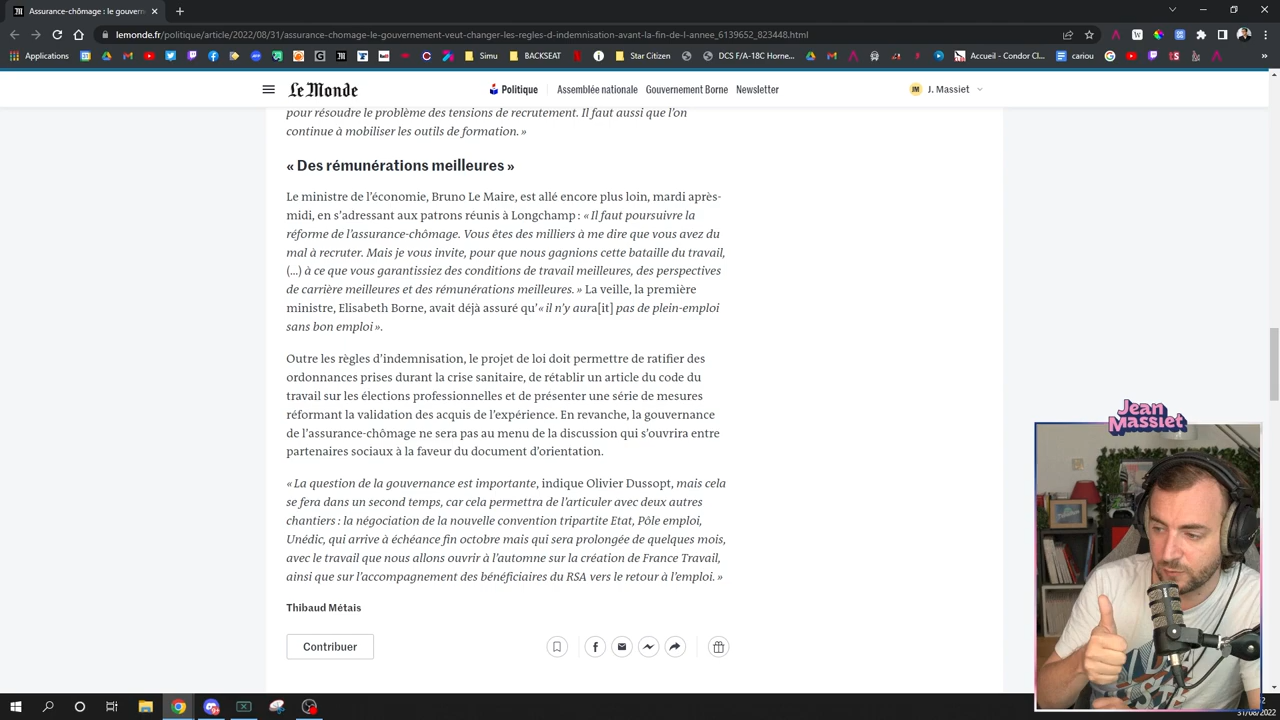 Assurance-chômage : le gouvern
lemonde.fr/politique/article/2022/08/31/assurance-chomage-le-gouvernement-veut-changer-les-regles-d-indemnisation-avant-la-fin-de-l-annee_6139652_823448.html
Applications
Simu
BACKSEAT
Star Citizen
DCS F/A-18C Horne...
Accueil - Condor Cl...
cariou
Le Monde
Politique
Assemblée nationale
Gouvernement Borne
Newsletter
JM
J. Massiet
pour résoudre le problème des tensions de recrutement. Il faut aussi que l’on
continue à mobiliser les outils de formation. »
« Des rémunérations meilleures »
Le ministre de l’économie, Bruno Le Maire, est allé encore plus loin, mardi après-
midi, en s’adressant aux patrons réunis à Longchamp : « Il faut poursuivre la
réforme de l’assurance-chômage. Vous êtes des milliers à me dire que vous avez du
mal à recruter. Mais je vous invite, pour que nous gagnions cette bataille du travail,
(…) à ce que vous garantissiez des conditions de travail meilleures, des perspectives
de carrière meilleures et des rémunérations meilleures. » La veille, la première
ministre, Elisabeth Borne, avait déjà assuré qu’« il n’y aura[it] pas de plein-emploi
sans bon emploi ».
Outre les règles d’indemnisation, le projet de loi doit permettre de ratifier des
ordonnances prises durant la crise sanitaire, de rétablir un article du code du
travail sur les élections professionnelles et de présenter une série de mesures
réformant la validation des acquis de l’expérience. En revanche, la gouvernance
de l’assurance-chômage ne sera pas au menu de la discussion qui s’ouvrira entre
partenaires sociaux à la faveur du document d’orientation.
« La question de la gouvernance est importante, indique Olivier Dussopt, mais cela
se fera dans un second temps, car cela permettra de l’articuler avec deux autres
chantiers : la négociation de la nouvelle convention tripartite Etat, Pôle emploi,
Unédic, qui arrive à échéance fin octobre mais qui sera prolongée de quelques mois,
avec le travail que nous allons ouvrir à l’automne sur la création de France Travail,
ainsi que sur l’accompagnement des bénéficiaires du RSA vers le retour à l’emploi. »
Thibaud Métais
Contribuer
Jean
Massiet
31/08/2022